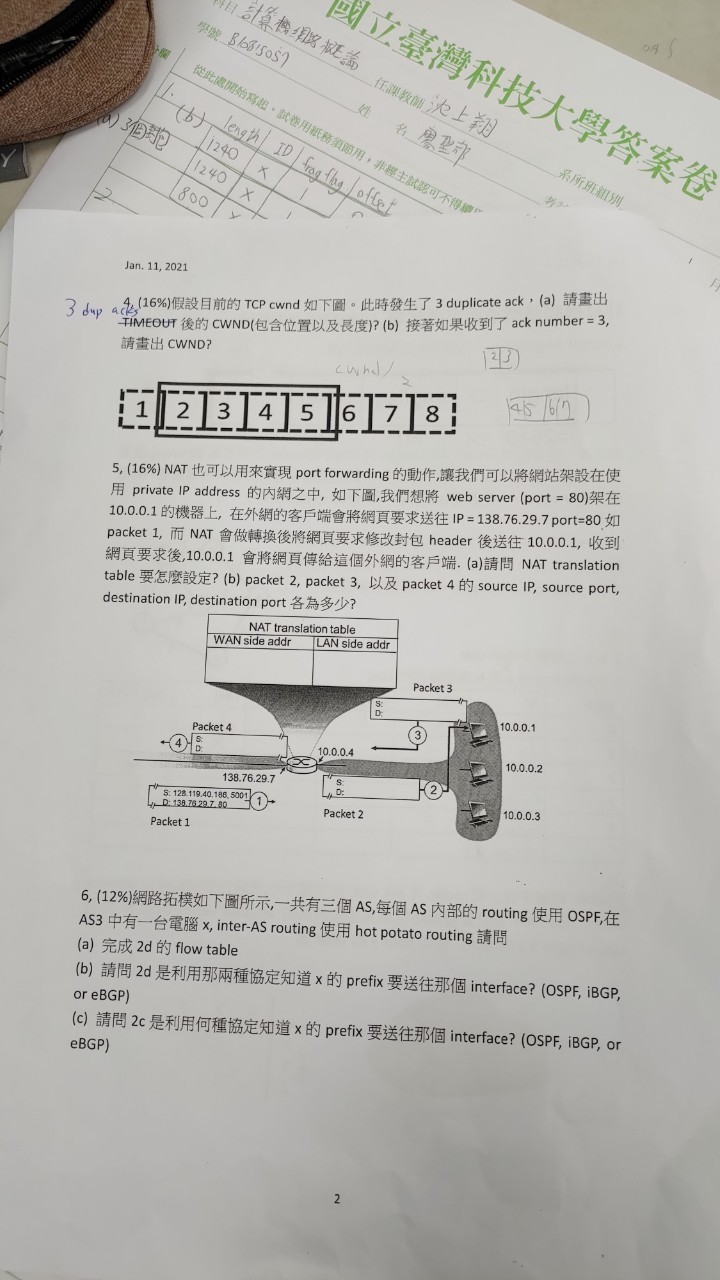 國立臺灣科技大學答案卷
科目 計算機網路概論
任課教師 沈上翔
系所班組別
學號
姓名
從此處開始寫起,試卷用紙務須節用,非經主試認可不得續
1.
(a) 3個封包
(b) length ID frag flag offset
1240 x 1
1240 x 1
800 x
2
Jan. 11, 2021
3 dup acks
4, (16%)假設目前的 TCP cwnd 如下圖。此時發生了 3 duplicate ack,(a) 請畫出
TIMEOUT 後的 CWND(包含位置以及長度)? (b) 接著如果收到了 ack number = 3,
請畫出 CWND?
2 3
cwnd/2
1 2 3 4 5 6 7 8
4 5 6 7
5, (16%) NAT 也可以用來實現 port forwarding 的動作,讓我們可以將網站架設在使
用 private IP address 的內網之中, 如下圖,我們想將 web server (port = 80)架在
10.0.0.1 的機器上, 在外網的客戶端會將網頁要求送往 IP = 138.76.29.7 port=80 如
packet 1, 而 NAT 會做轉換後將網頁要求修改封包 header 後送往 10.0.0.1, 收到
網頁要求後,10.0.0.1 會將網頁傳給這個外網的客戶端. (a)請問 NAT translation
table 要怎麼設定? (b) packet 2, packet 3, 以及 packet 4 的 source IP, source port,
destination IP, destination port 各為多少?
NAT translation table
WAN side addr LAN side addr
Packet 3
S:
D:
3
10.0.0.1
Packet 4
S:
D:
4
10.0.0.4
10.0.0.2
138.76.29.7
S: 128.119.40.186, 5001
D: 138.76.29.7, 80
1
Packet 1
S:
D:
2
Packet 2
10.0.0.3
6, (12%)網路拓樸如下圖所示,一共有三個 AS,每個 AS 內部的 routing 使用 OSPF,在
AS3 中有一台電腦 x, inter-AS routing 使用 hot potato routing 請問
(a) 完成 2d 的 flow table
(b) 請問 2d 是利用那兩種協定知道 x 的 prefix 要送往那個 interface? (OSPF, iBGP,
or eBGP)
(c) 請問 2c 是利用何種協定知道 x 的 prefix 要送往那個 interface? (OSPF, iBGP, or
eBGP)
2